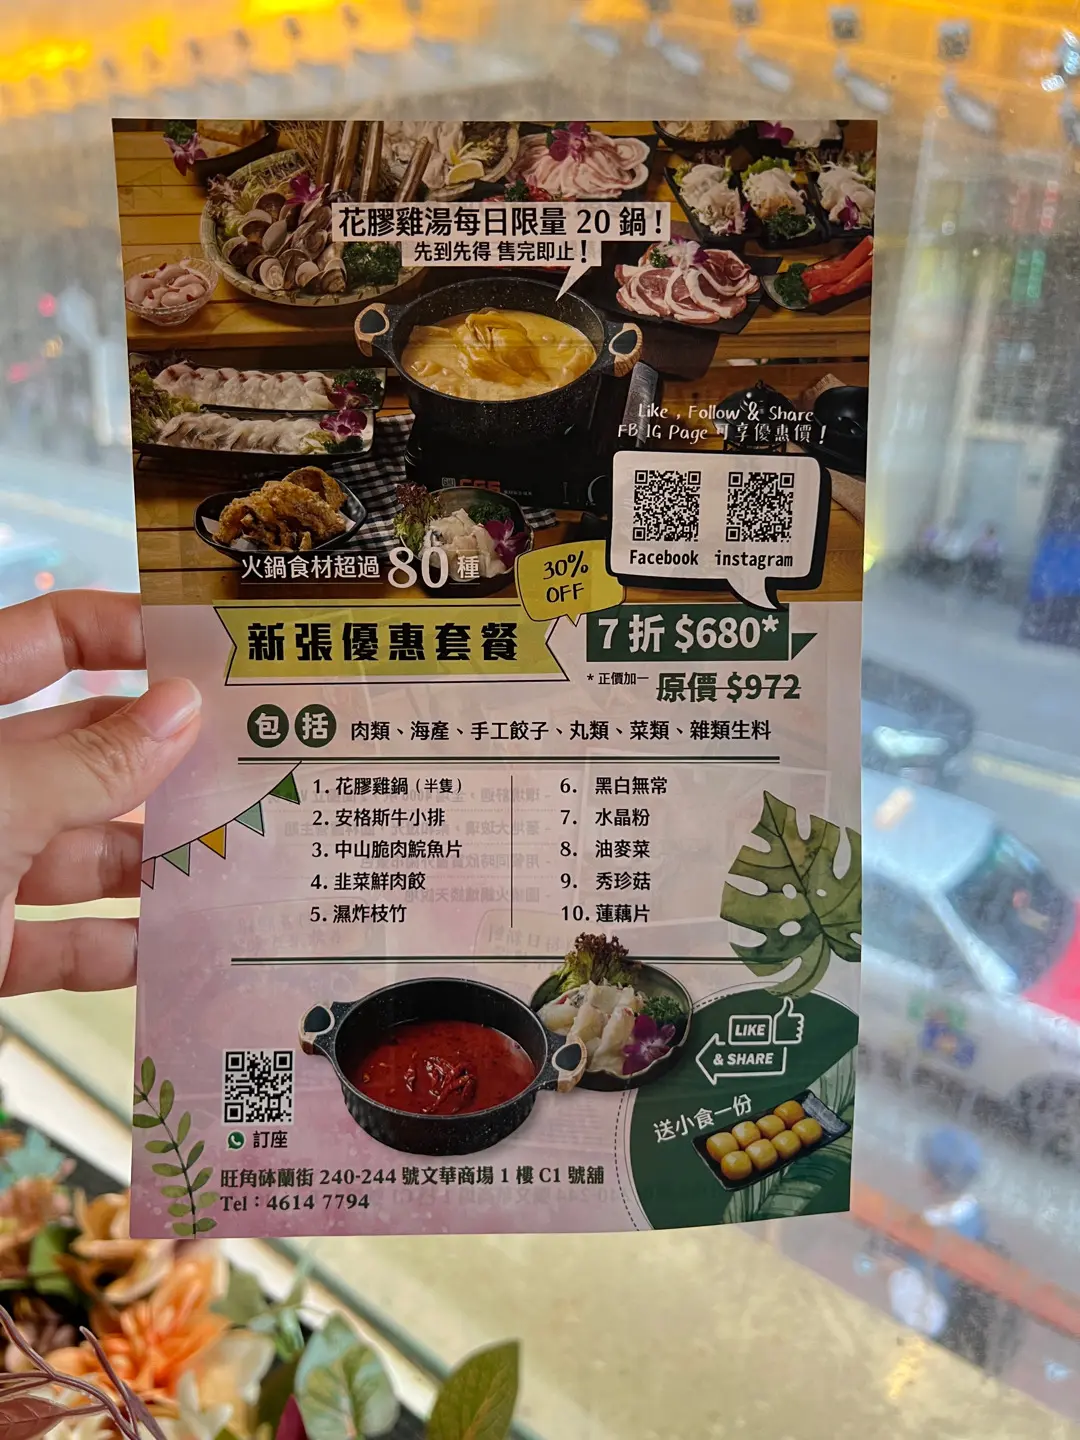 花膠雞湯每日限量 20 鍋！
先到先得 售完即止！
Like , Follow & Share
FB IG Page 可享優惠價！
Facebook instagram
火鍋食材超過 80 種
30%
OFF
新張優惠套餐
7 折 $680*
* 正價加一 原價 $972
包括 肉類、海產、手工餃子、丸類、菜類、雜類生料
1. 花膠雞鍋（半隻）
2. 安格斯牛小排
3. 中山脆肉鯇魚片
4. 韭菜鮮肉餃
5. 濕炸枝竹
6. 黑白無常
7. 水晶粉
8. 油麥菜
9. 秀珍菇
10. 蓮藕片
LIKE
& SHARE
送小食一份
訂座
旺角砵蘭街 240-244 號文華商場 1 樓 C1 號舖
Tel：4614 7794